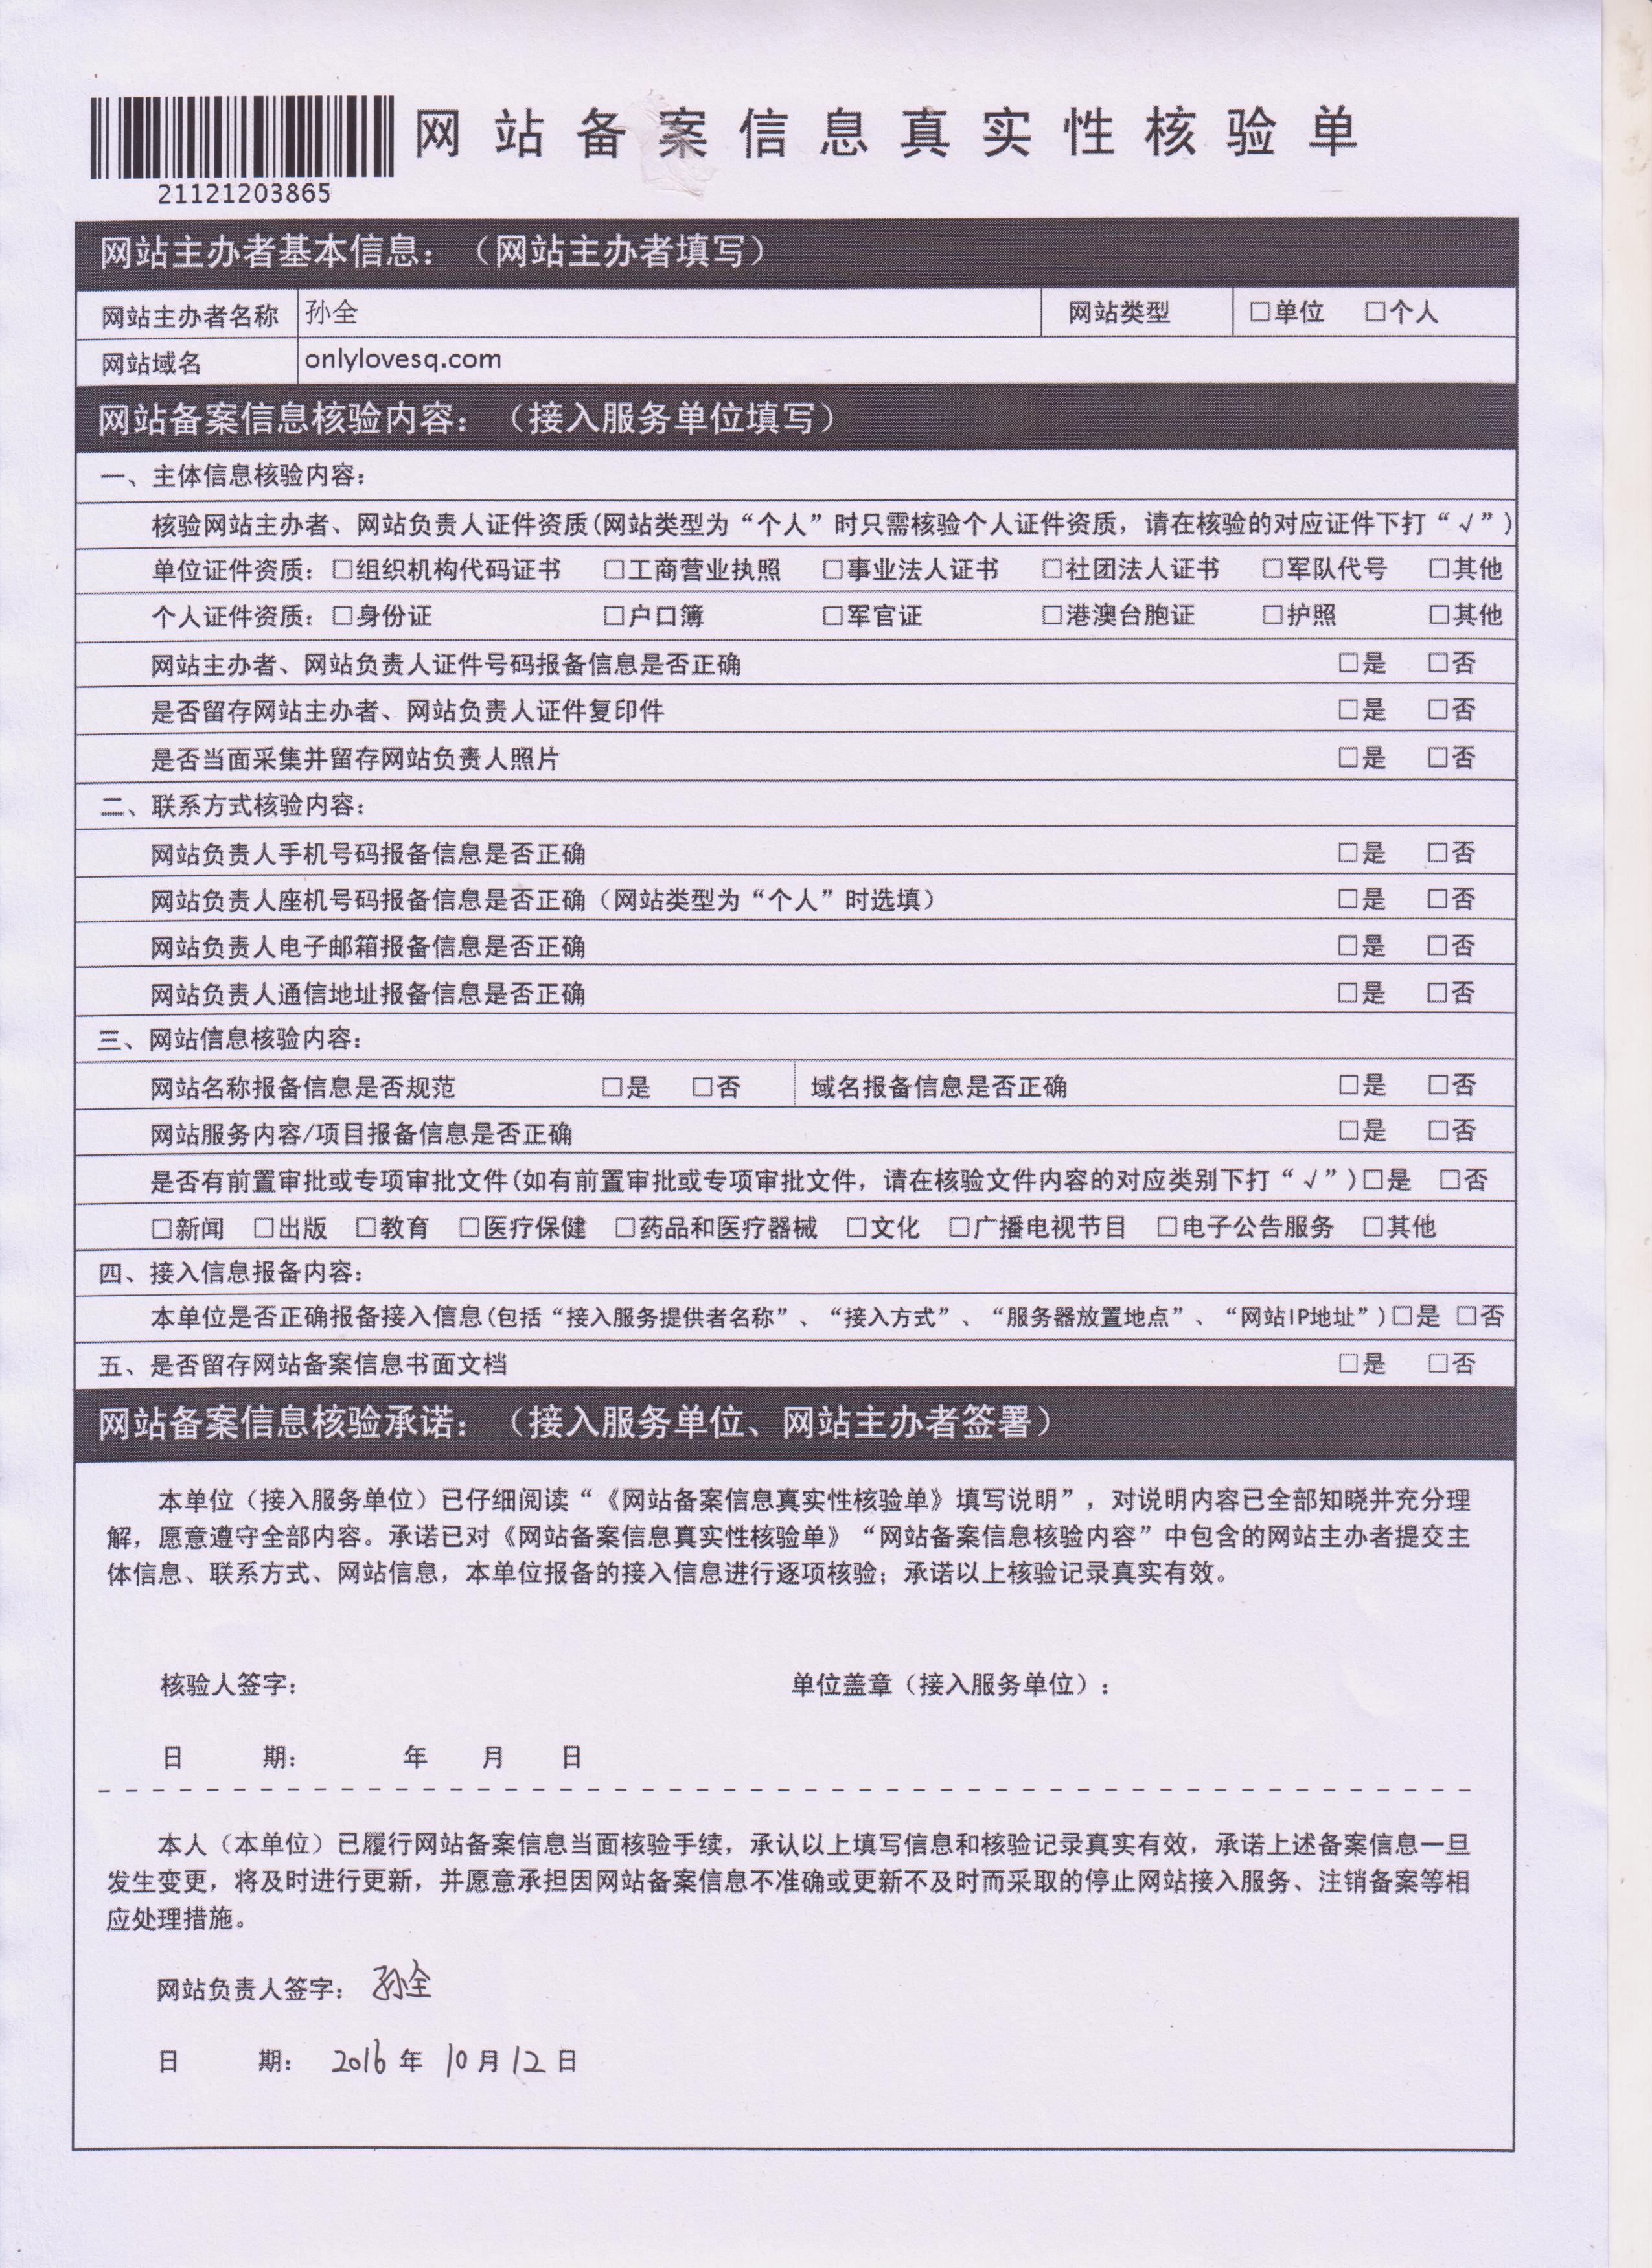 网站备案信息真实性核验单
21121203865
网站主办者基本信息：（网站主办者填写）
网站主办者名称 孙全 网站类型 □单位 □个人
网站域名 onlylovesq.com
网站备案信息核验内容：（接入服务单位填写）
一、主体信息核验内容：
核验网站主办者、网站负责人证件资质(网站类型为“个人”时只需核验个人证件资质，请在核验的对应证件下打“√”)
单位证件资质：□组织机构代码证书 □工商营业执照 □事业法人证书 □社团法人证书 □军队代号 □其他
个人证件资质：□身份证 □户口簿 □军官证 □港澳台胞证 □护照 □其他
网站主办者、网站负责人证件号码报备信息是否正确 □是 □否
是否留存网站主办者、网站负责人证件复印件 □是 □否
是否当面采集并留存网站负责人照片 □是 □否
二、联系方式核验内容：
网站负责人手机号码报备信息是否正确 □是 □否
网站负责人座机号码报备信息是否正确（网站类型为“个人”时选填） □是 □否
网站负责人电子邮箱报备信息是否正确 □是 □否
网站负责人通信地址报备信息是否正确 □是 □否
三、网站信息核验内容：
网站名称报备信息是否规范 □是 □否 域名报备信息是否正确 □是 □否
网站服务内容/项目报备信息是否正确 □是 □否
是否有前置审批或专项审批文件(如有前置审批或专项审批文件，请在核验文件内容的对应类别下打“√”)□是 □否
□新闻 □出版 □教育 □医疗保健 □药品和医疗器械 □文化 □广播电视节目 □电子公告服务 □其他
四、接入信息报备内容：
本单位是否正确报备接入信息(包括“接入服务提供者名称”、“接入方式”、“服务器放置地点”、“网站IP地址”)□是 □否
五、是否留存网站备案信息书面文档 □是 □否
网站备案信息核验承诺：（接入服务单位、网站主办者签署）
本单位（接入服务单位）已仔细阅读“《网站备案信息真实性核验单》填写说明”，对说明内容已全部知晓并充分理
解，愿意遵守全部内容。承诺已对《网站备案信息真实性核验单》“网站备案信息核验内容”中包含的网站主办者提交主
体信息、联系方式、网站信息，本单位报备的接入信息进行逐项核验；承诺以上核验记录真实有效。
核验人签字： 单位盖章（接入服务单位）：
日 期： 年 月 日
本人（本单位）已履行网站备案信息当面核验手续，承认以上填写信息和核验记录真实有效，承诺上述备案信息一旦
发生变更，将及时进行更新，并愿意承担因网站备案信息不准确或更新不及时而采取的停止网站接入服务、注销备案等相
应处理措施。
网站负责人签字： 孙全
日 期： 2016 年 10 月 12 日